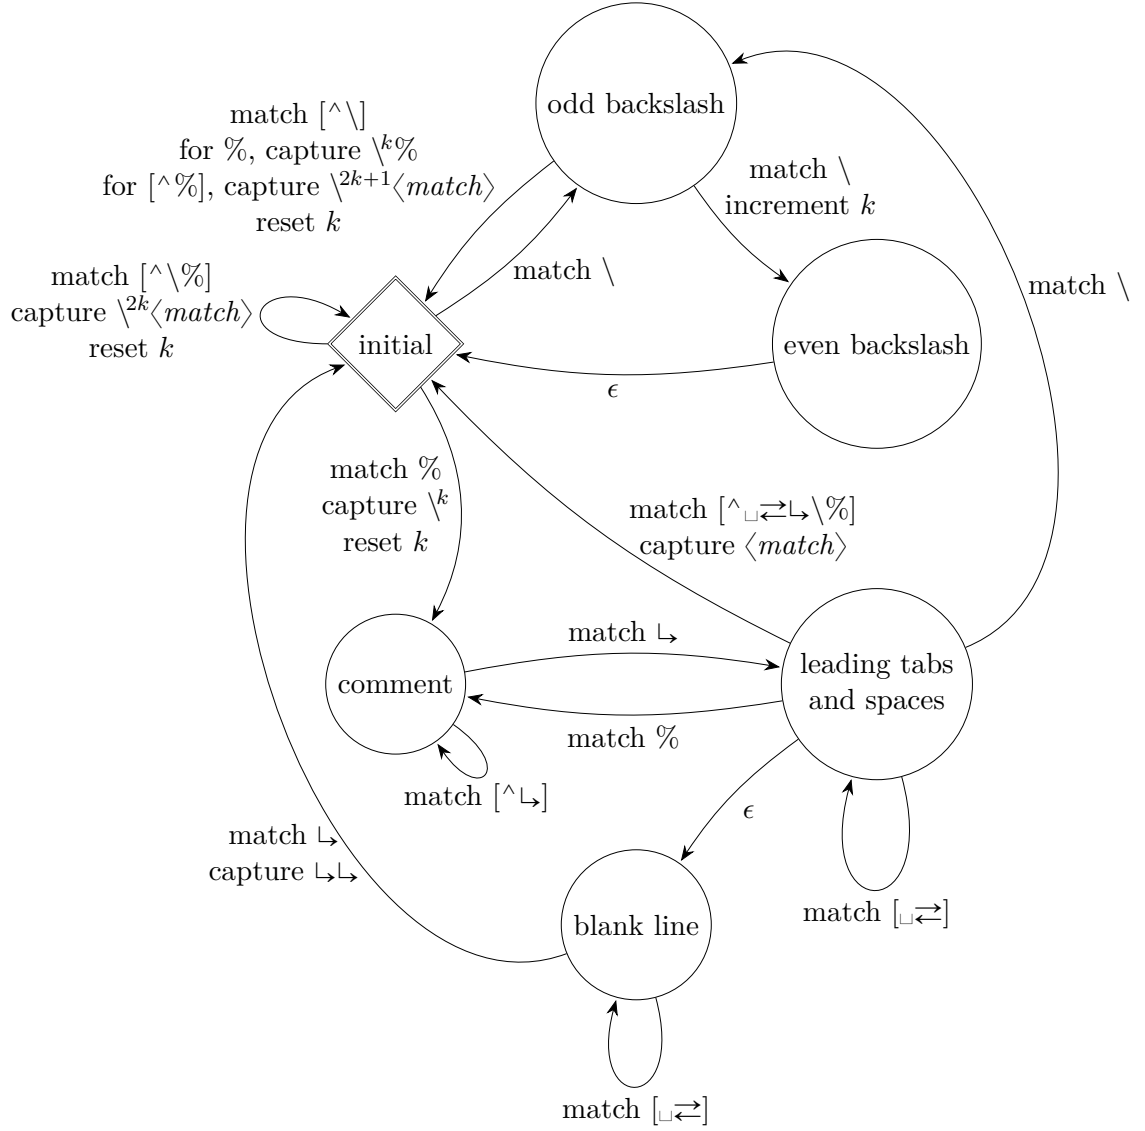 odd backslash
match [^\]
for %, capture \ᵏ%
for [^%], capture \²ᵏ⁺¹⟨match⟩
reset k
match \
increment k
match \
match \
match [^\%]
capture \²ᵏ⟨match⟩
reset k
initial
even backslash
ϵ
match %
capture \ᵏ
reset k
match [^␣⇄↳\%]
capture ⟨match⟩
match ↳
leading tabs
and spaces
comment
match %
match [^↳]
ϵ
match ↳
capture ↳↳
match [␣⇄]
blank line
match [␣⇄]